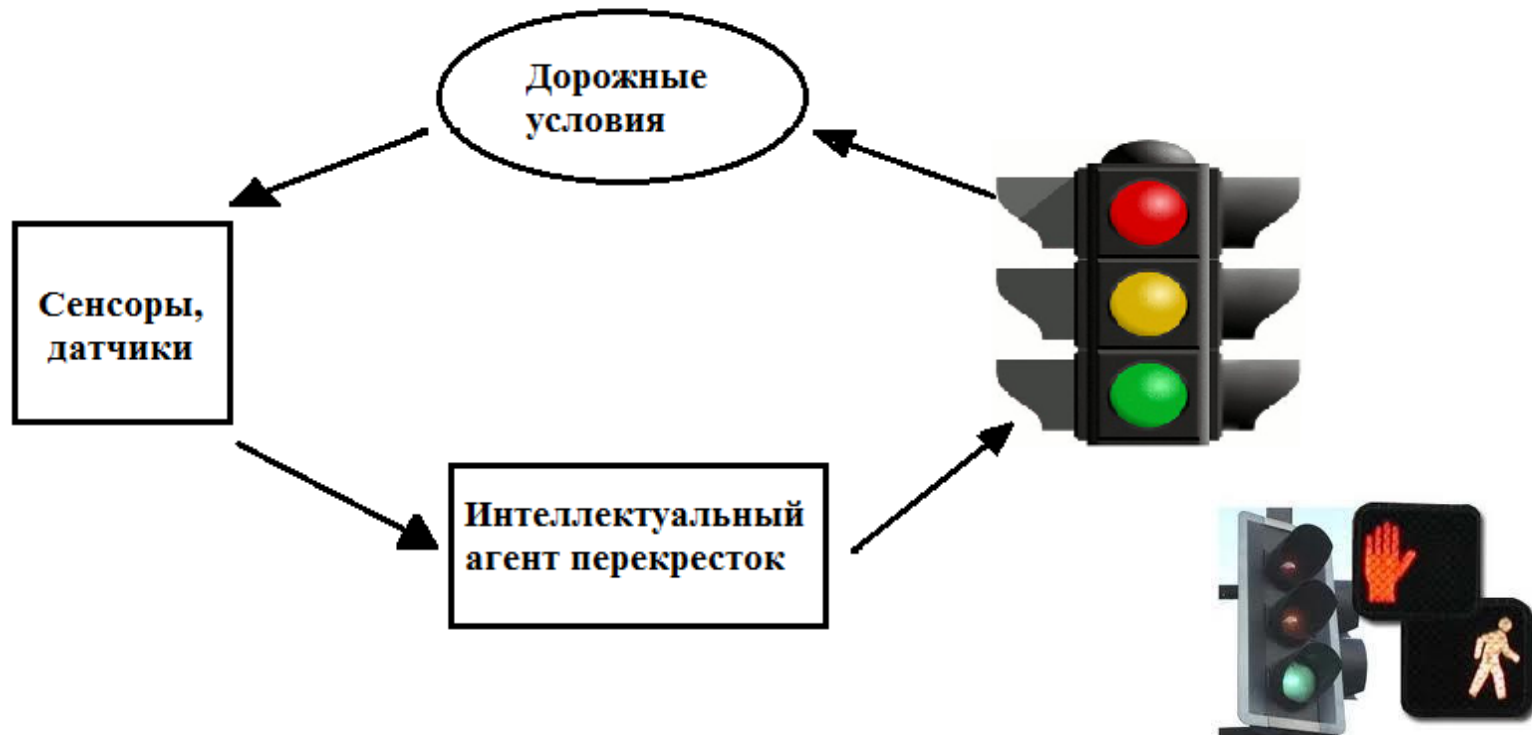 Дорожные
условия
Сенсоры,
датчики
Интеллектуальный
агент перекресток